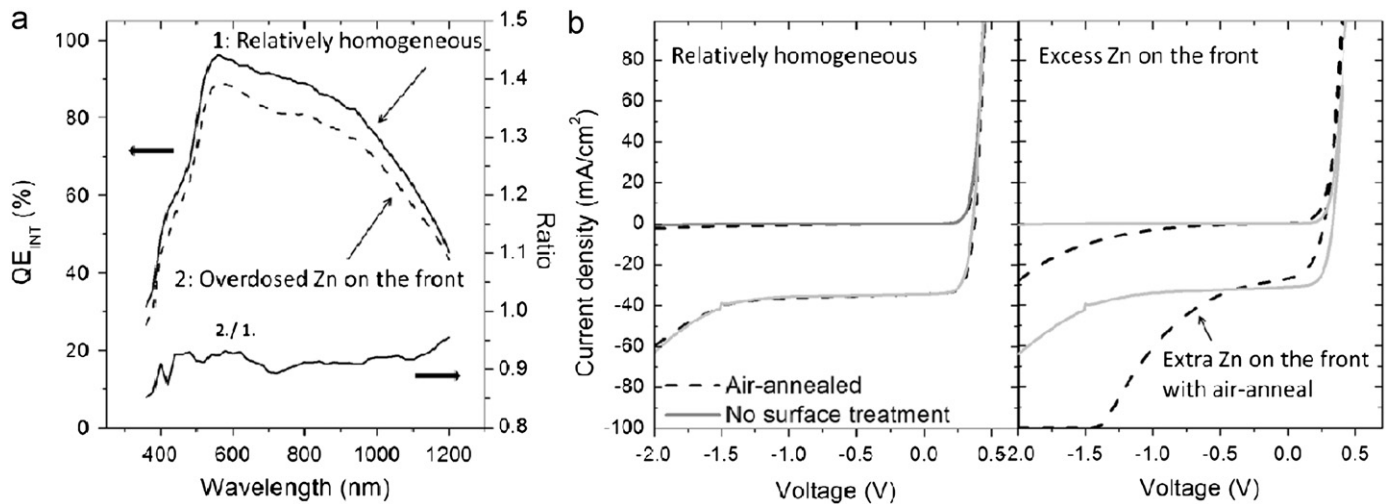 a
1: Relatively homogeneous
2: Overdosed Zn on the front
2./ 1.
QE_INT (%)
100
80
60
40
20
0
1.5
1.4
1.3
1.2
1.1
1.0
0.9
0.8
Ratio
400 600 800 1000 1200
Wavelength (nm)
b
Relatively homogeneous
Excess Zn on the front
Current density (mA/cm²)
80
60
40
20
0
-20
-40
-60
-80
-100
Air-annealed
No surface treatment
Extra Zn on the front
with air-anneal
-2.0 -1.5 -1.0 -0.5 0.0 0.5
2.0 -1.5 -1.0 -0.5 0.0 0.5
Voltage (V)
Voltage (V)